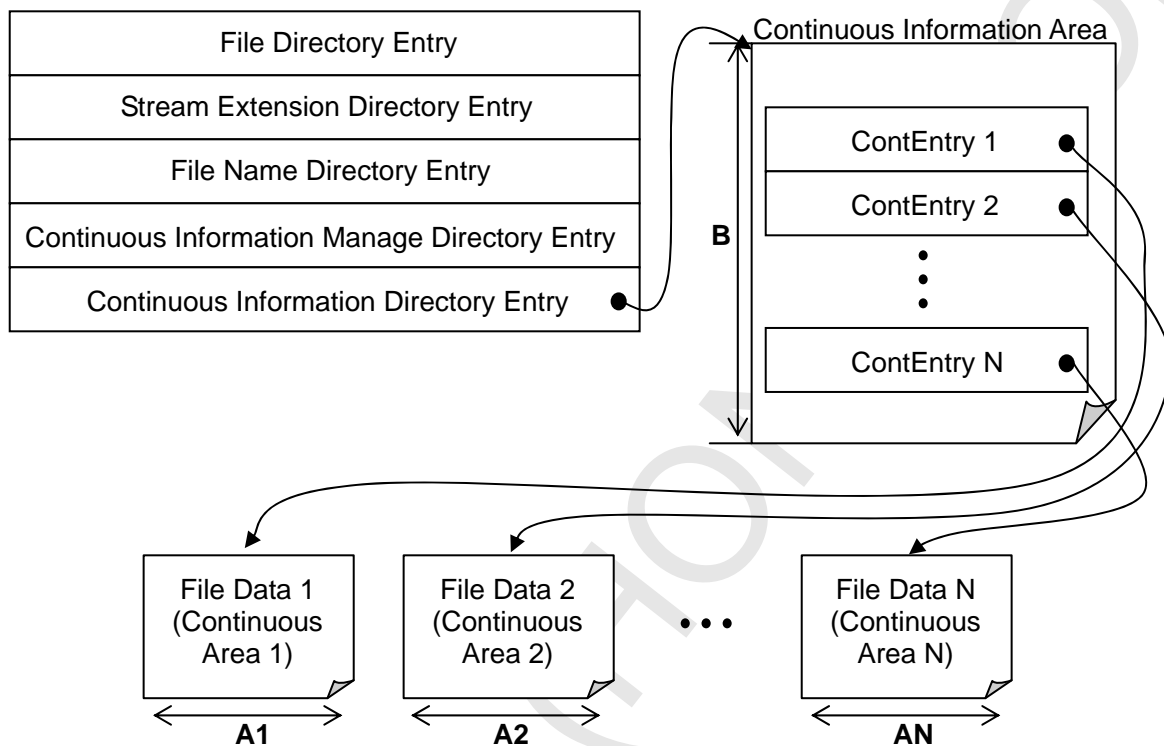 File Directory Entry
Stream Extension Directory Entry
File Name Directory Entry
Continuous Information Manage Directory Entry
Continuous Information Directory Entry
Continuous Information Area
ContEntry 1
ContEntry 2
ContEntry N
B
File Data 1
(Continuous
Area 1)
File Data 2
(Continuous
Area 2)
File Data N
(Continuous
Area N)
A1
A2
AN